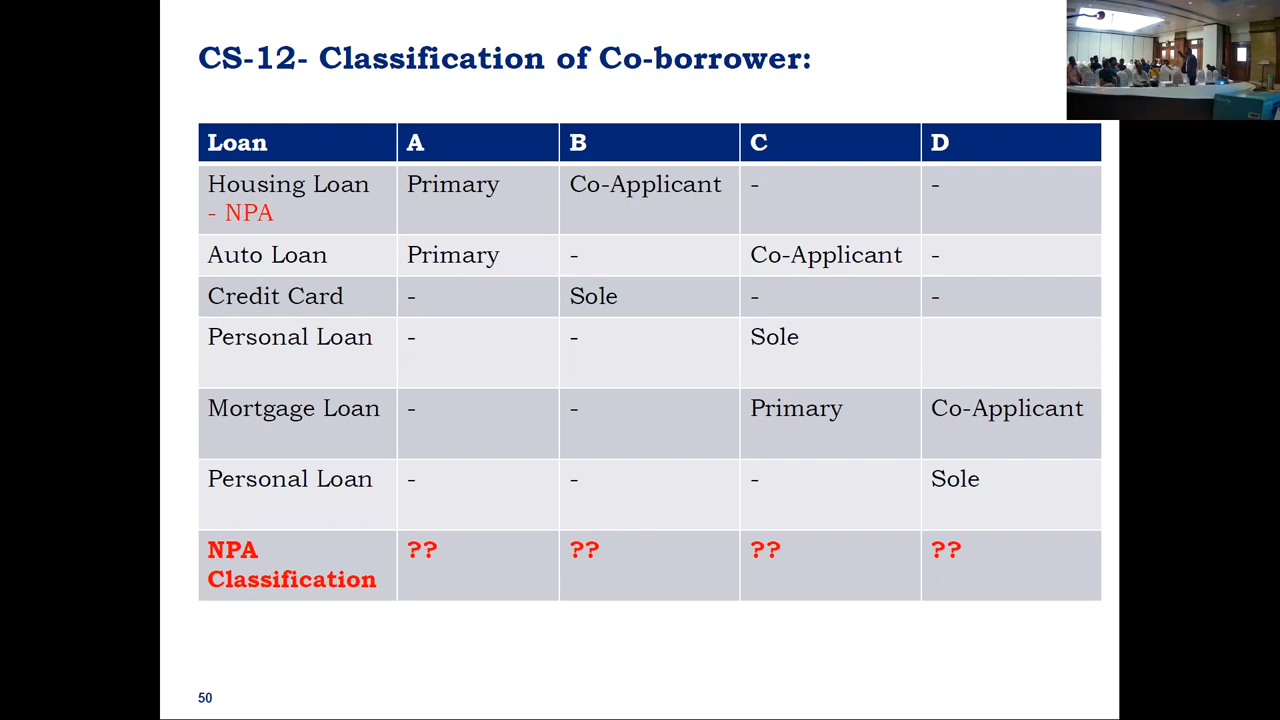 CS-12- Classification of Co-borrower:
Loan A B C D
Housing Loan Primary Co-Applicant - -
- NPA
Auto Loan Primary - Co-Applicant -
Credit Card - Sole - -
Personal Loan - - Sole
Mortgage Loan - - Primary Co-Applicant
Personal Loan - - - Sole
NPA ?? ?? ?? ??
Classification
50